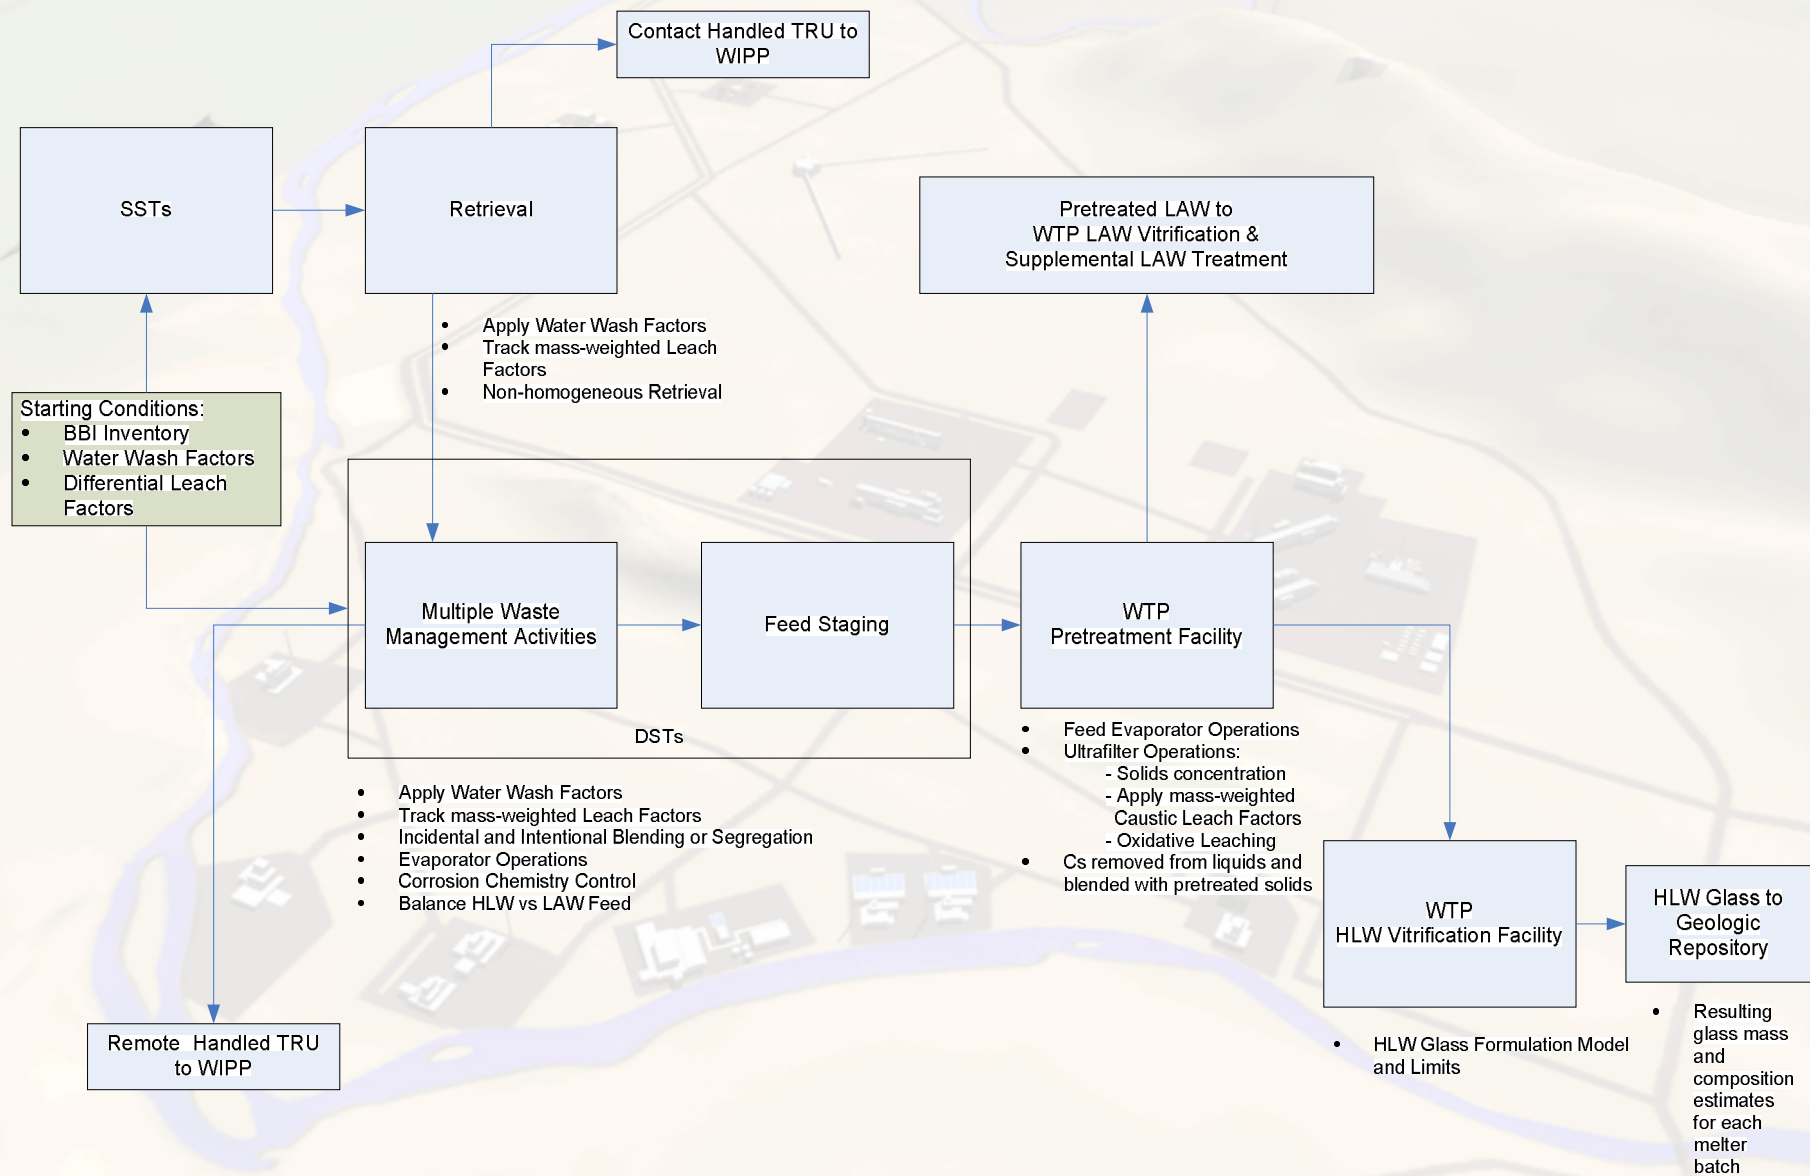 Contact Handled TRU to
WIPP
SSTs
Retrieval
Pretreated LAW to
WTP LAW Vitrification &
Supplemental LAW Treatment
• Apply Water Wash Factors
• Track mass-weighted Leach
Factors
• Non-homogeneous Retrieval
Starting Conditions:
• BBI Inventory
• Water Wash Factors
• Differential Leach
Factors
Multiple Waste
Management Activities
Feed Staging
DSTs
WTP
Pretreatment Facility
• Apply Water Wash Factors
• Track mass-weighted Leach Factors
• Incidental and Intentional Blending or Segregation
• Evaporator Operations
• Corrosion Chemistry Control
• Balance HLW vs LAW Feed
• Feed Evaporator Operations
• Ultrafilter Operations:
- Solids concentration
- Apply mass-weighted
Caustic Leach Factors
- Oxidative Leaching
• Cs removed from liquids and
blended with pretreated solids
WTP
HLW Vitrification Facility
HLW Glass to
Geologic
Repository
Remote Handled TRU
to WIPP
• HLW Glass Formulation Model
and Limits
• Resulting
glass mass
and
composition
estimates
for each
melter
batch